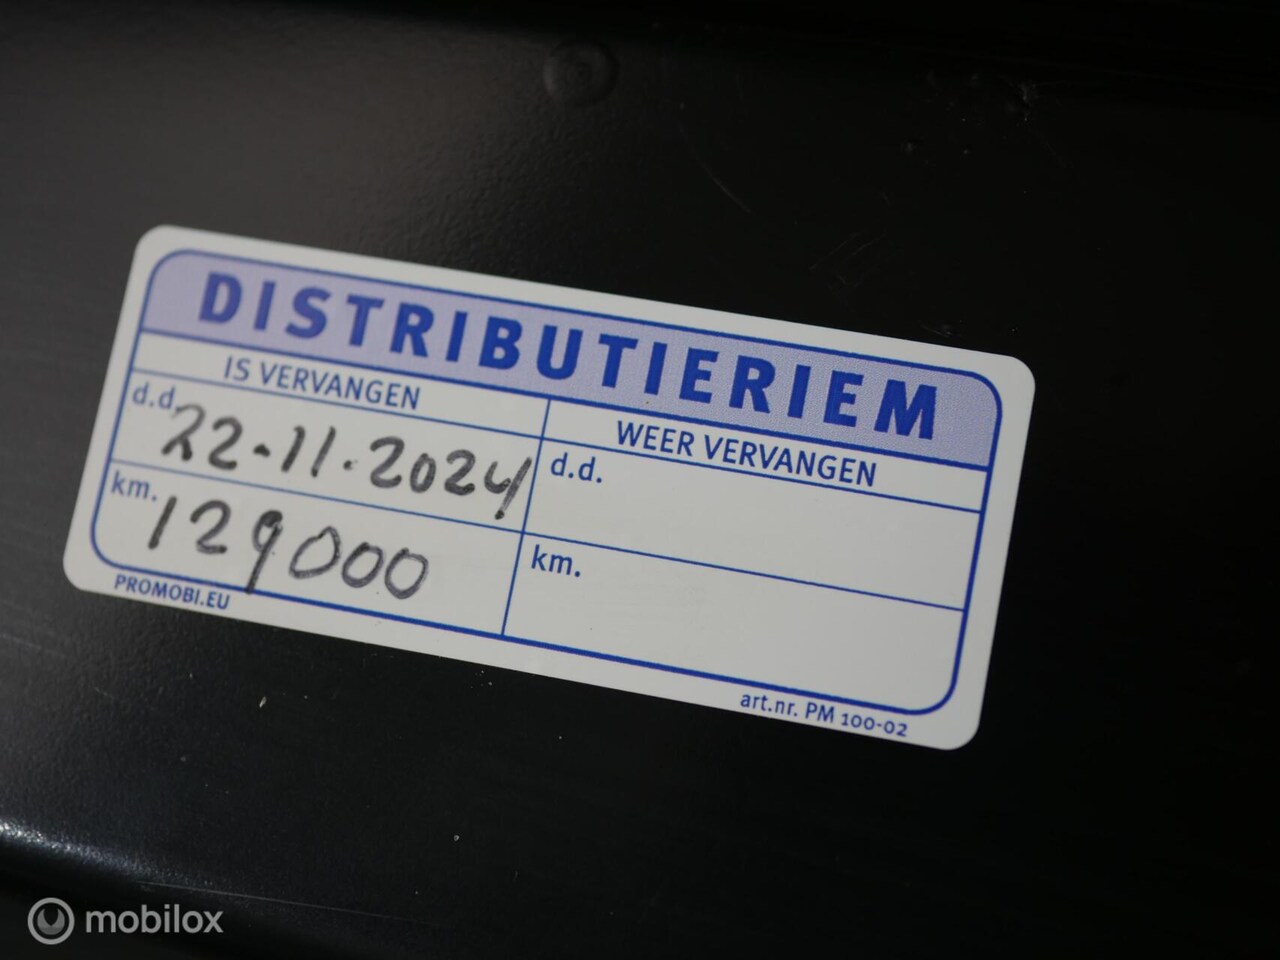 DISTRIBUTIERIEM
IS VERVANGEN
WEER VERVANGEN
d.d. 22-11-2024
d.d.
km. 129000
km.
PROMOBI.EU
art.nr. PM 100-02
mobilox